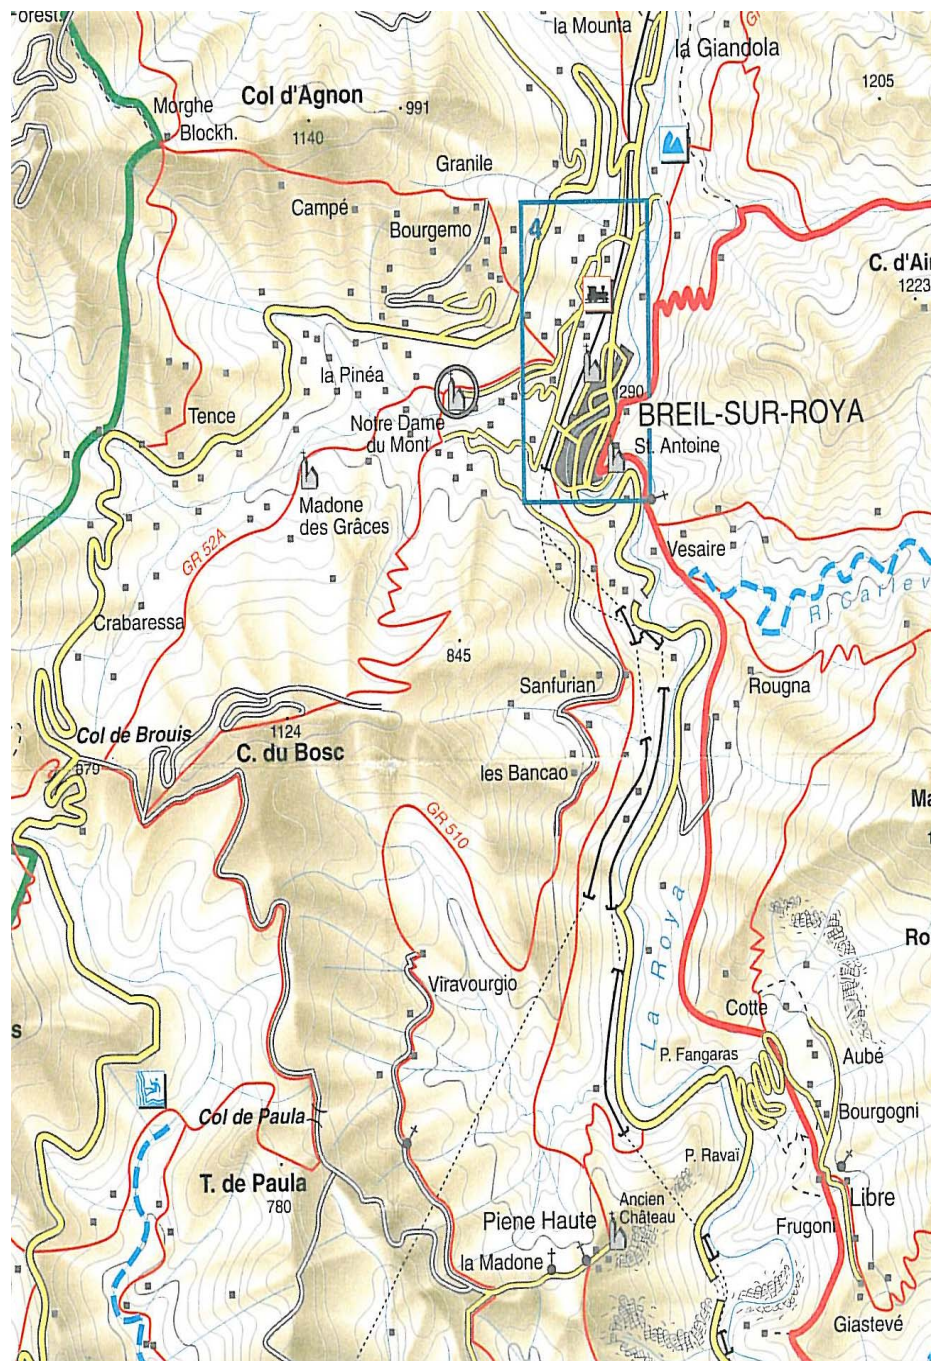 la Mounta
la Giandola
Morghe
Blockh.
Col d'Agnon
991
1140
1205
Granile
Campé
Bourgemo
4
C. d'Ai
1223
la Pinéa
1290
BREIL-SUR-ROYA
Tence
Notre Dame
du Mont
St. Antoine
Madone
des Grâces
GR 52A
Vesaire
R. Carlev
Crabaressa
845
Sanfurian
Rougna
Col de Brouis
1124
C. du Bosc
879
les Bancao
GR 510
Ma
La Roya
Ro
Viravourgio
Cotte
s
P. Fangaras
Aubé
Bourgogni
Col de Paula
P. Ravaï
T. de Paula
780
Ancien
Château
Libre
Piene Haute
Frugoni
la Madone
Giastevé